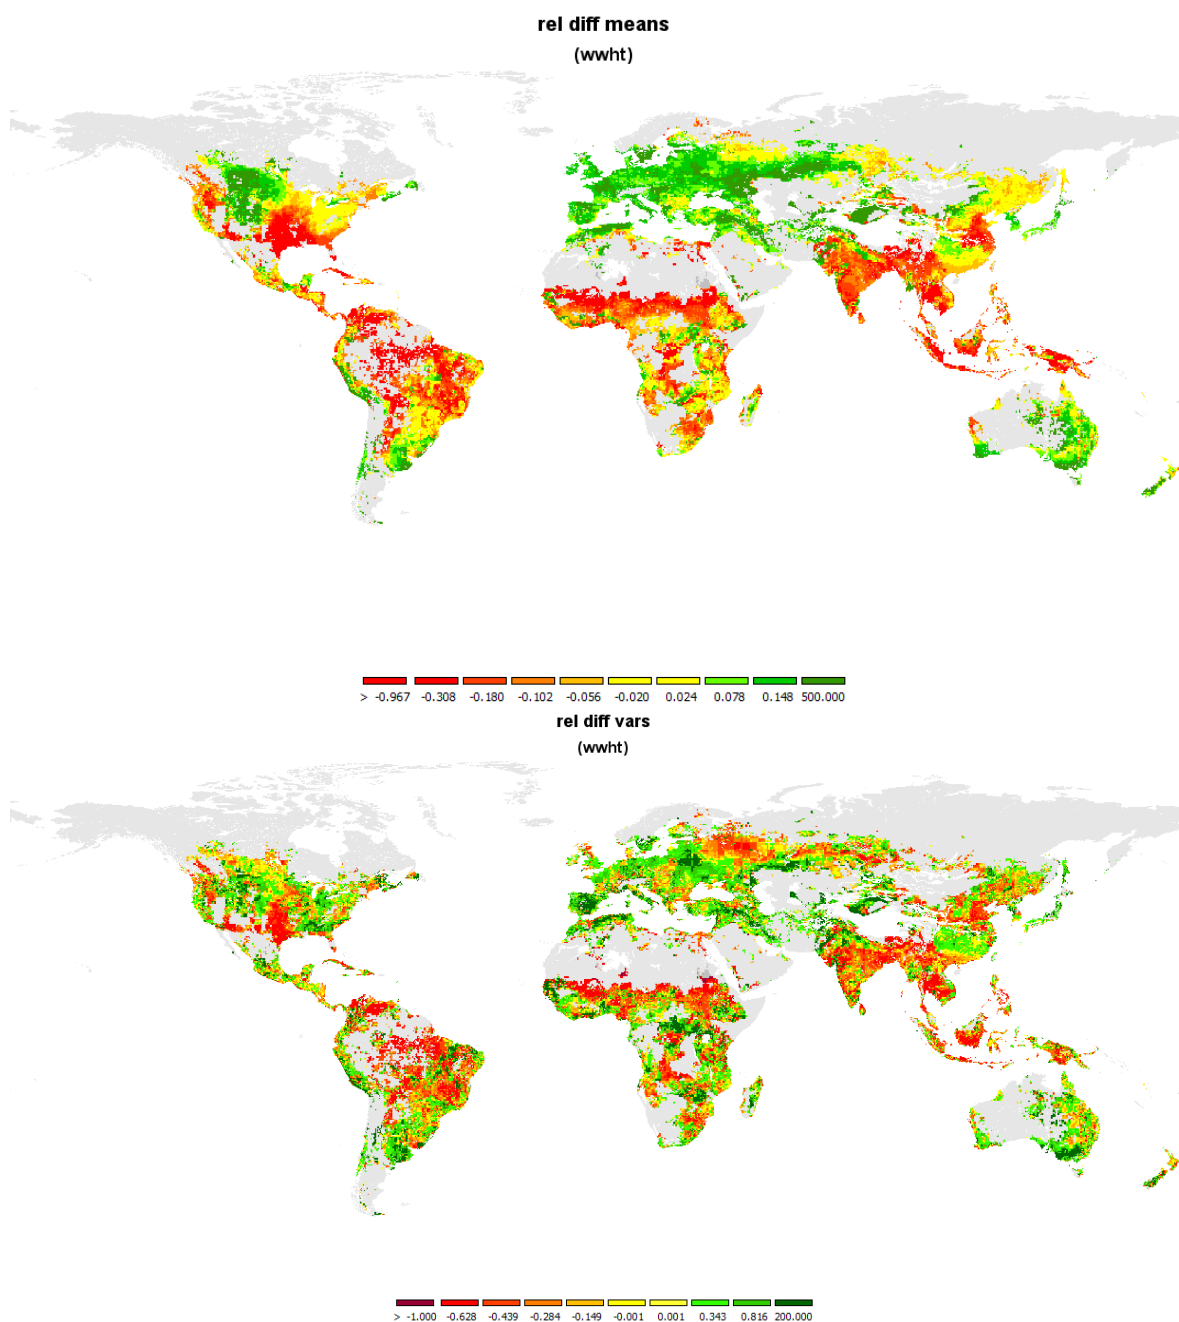 rel diff means
(wwht)
> -0.967 -0.308 -0.180 -0.102 -0.056 -0.020 0.024 0.078 0.148 500.000
rel diff vars
(wwht)
> -1.000 -0.628 -0.439 -0.284 -0.149 -0.001 0.001 0.343 0.816 200.000